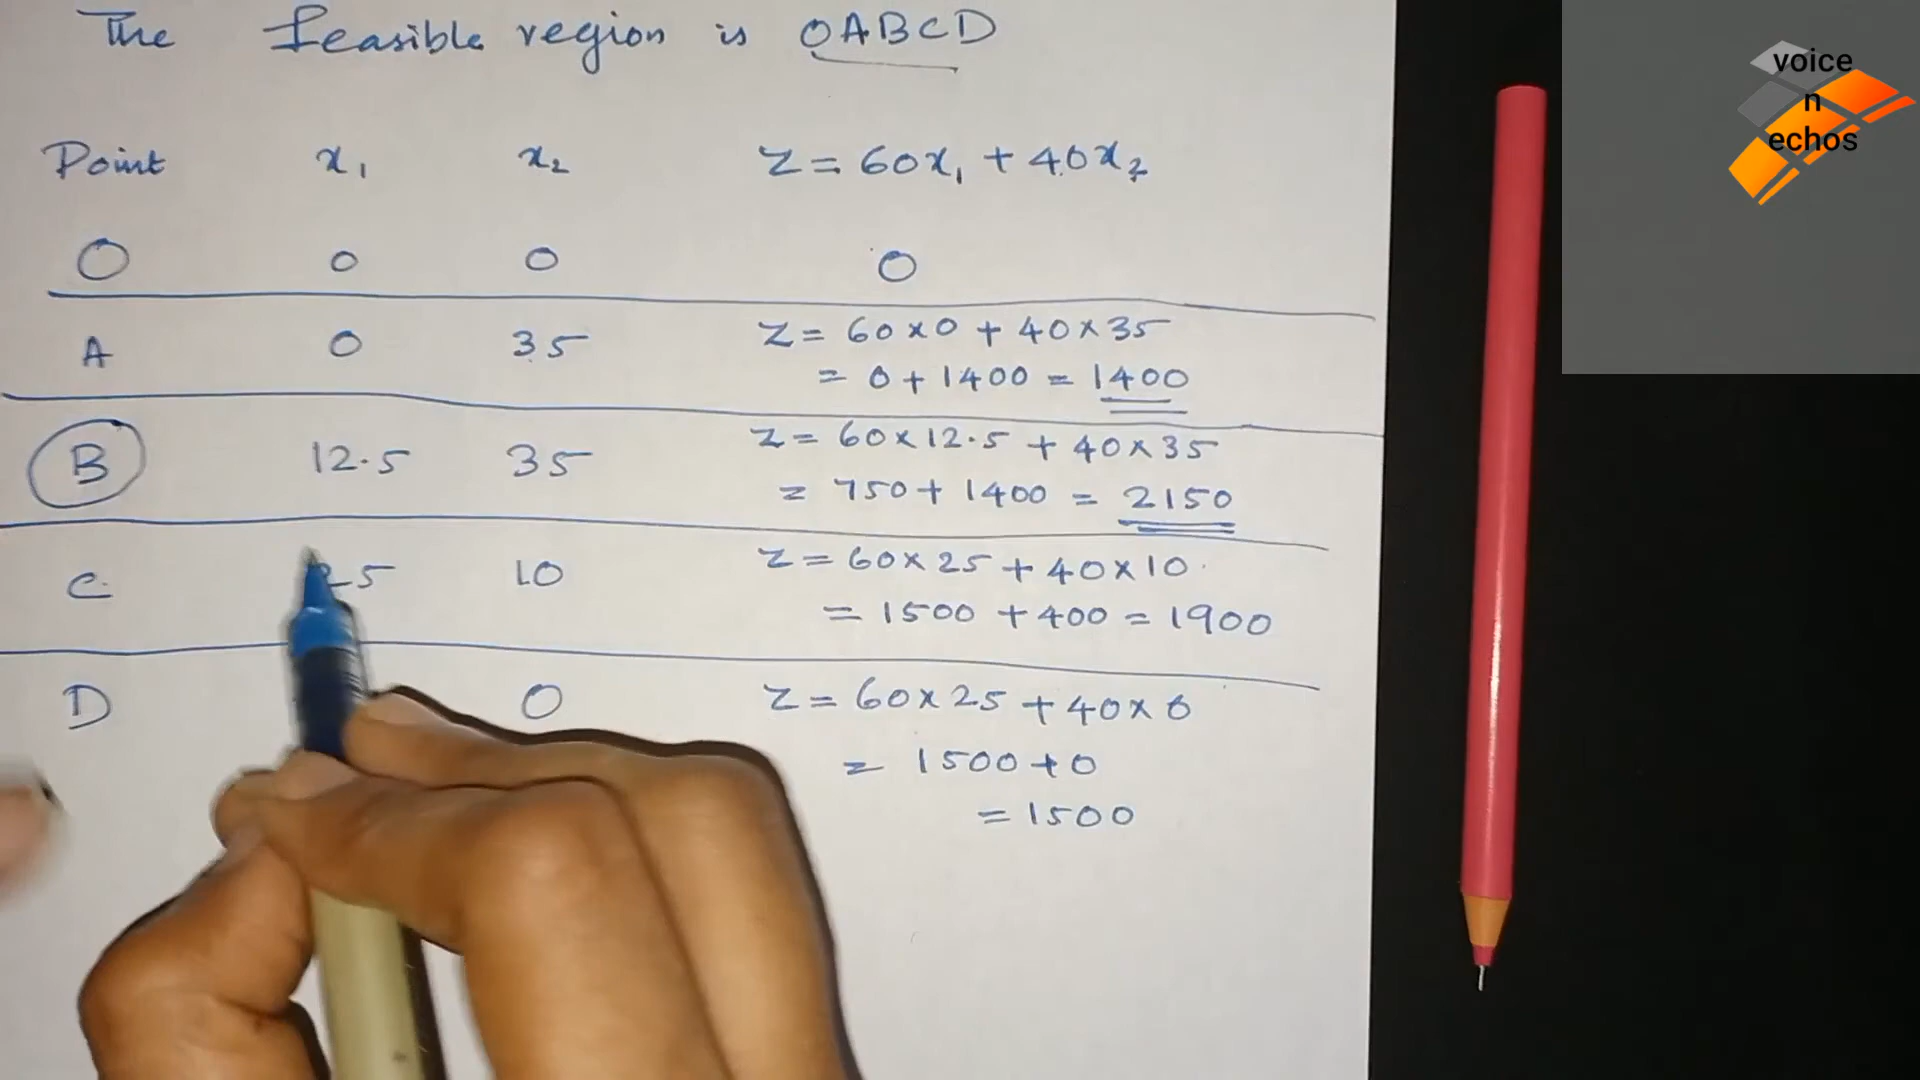 The feasible region is OABCD
Point x₁ x₂ Z = 60x₁ + 40x₂
O 0 0 0
A 0 35 Z = 60×0 + 40×35
= 0 + 1400 = 1400
B 12.5 35 Z = 60×12.5 + 40×35
= 750 + 1400 = 2150
C 25 10 Z = 60×25 + 40×10
= 1500 + 400 = 1900
D 0 Z = 60×25 + 40×0
= 1500 + 0
= 1500
voice
n
echos